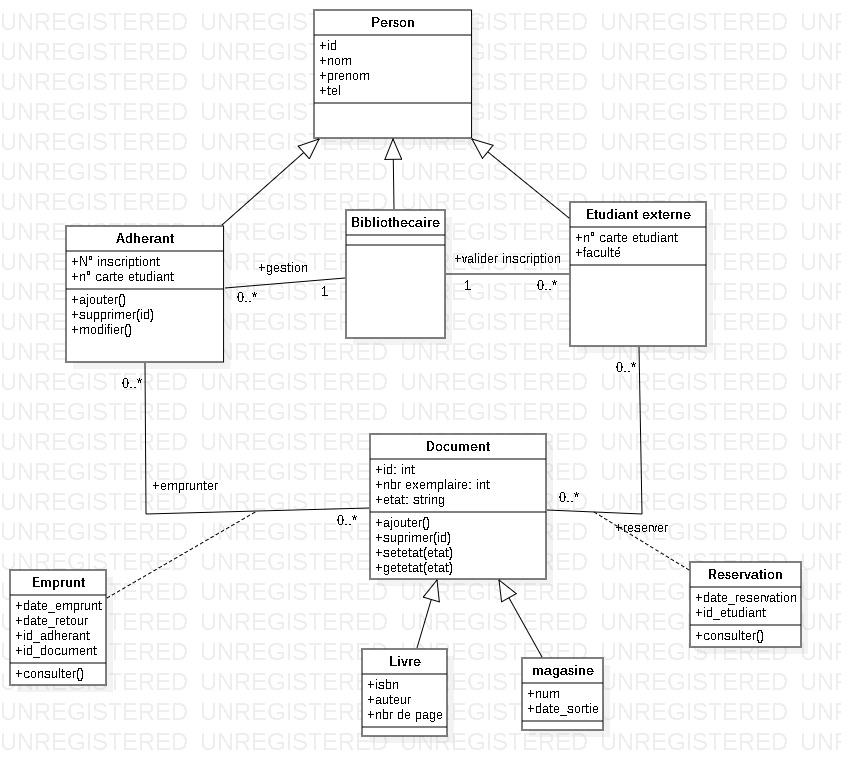 Person
+id
+nom
+prenom
+tel
Adherant
+N° inscriptiont
+n° carte etudiant
+ajouter()
+supprimer(id)
+modifier()
+gestion
0..*
1
Bibliothecaire
+valider inscription
1
0..*
Etudiant externe
+n° carte etudiant
+faculté
0..*
0..*
+emprunter
0..*
Document
+id: int
+nbr exemplaire: int
+etat: string
+ajouter()
+suprimer(id)
+setetat(etat)
+getetat(etat)
0..*
+reserver
Emprunt
+date_emprunt
+date_retour
+id_adherant
+id_document
+consulter()
Reservation
+date_reservation
+id_etudiant
+consulter()
Livre
+isbn
+auteur
+nbr de page
magasine
+num
+date_sortie
UNREGISTERED